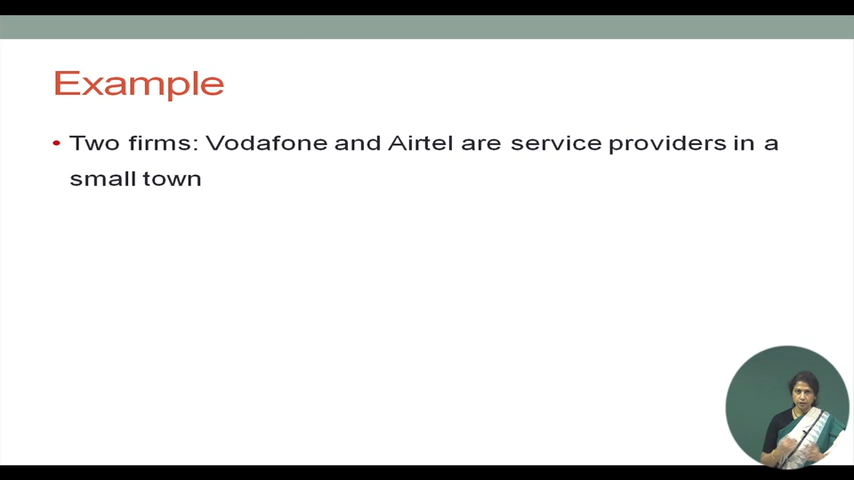 Example
• Two firms: Vodafone and Airtel are service providers in a
small town